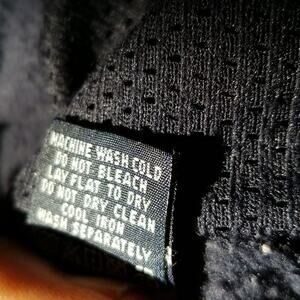 MACHINE WASH COLD
DO NOT BLEACH
LAY FLAT TO DRY
DO NOT DRY CLEAN
COOL IRON
WASH SEPARATELY